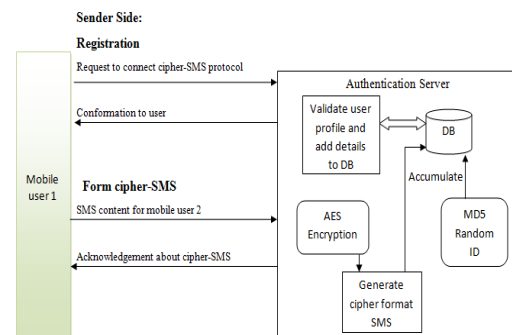 Sender Side:
Registration
Request to connect cipher-SMS protocol
Conformation to user
Mobile
user 1
Form cipher-SMS
SMS content for mobile user 2
Acknowledgement about cipher-SMS
Authentication Server
Validate user
profile and
add details
to DB
DB
Accumulate
AES
Encryption
MD5
Random
ID
Generate
cipher format
SMS